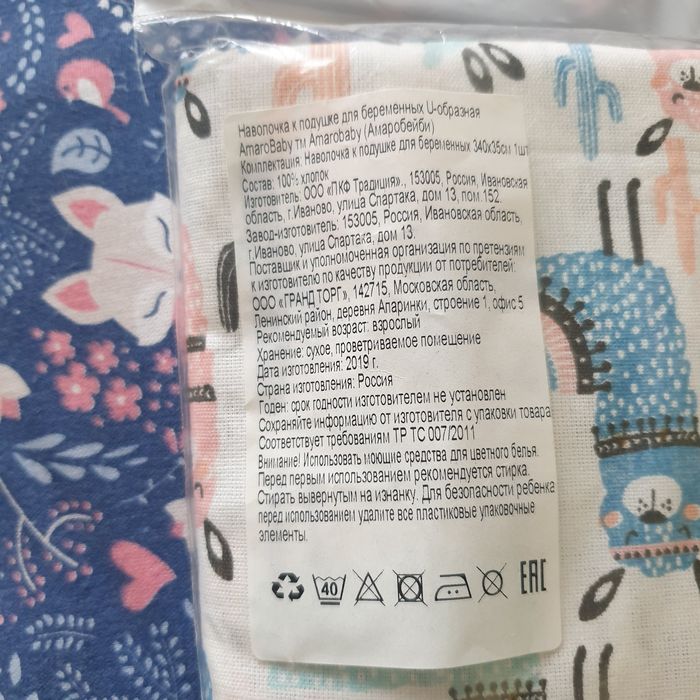 Наволочка к подушке для беременных U-образная
AmaroBaby тм Amarobaby (Амаробейби)
Комплектация: Наволочка к подушке для беременных 340х35см 1шт
Состав: 100% хлопок
Изготовитель: ООО «ПКФ Традиция»., 153005, Россия, Ивановская
область, г.Иваново, улица Спартака, дом 13, пом.152.
Завод-изготовитель: 153005, Россия, Ивановская область,
г.Иваново, улица Спартака, дом 13.
Поставщик и уполномоченная организация по претензиям
к изготовителю по качеству продукции от потребителей:
ООО «ГРАНД ТОРГ», 142715, Московская область,
Ленинский район, деревня Апаринки, строение 1, офис 5
Рекомендуемый возраст: взрослый
Хранение: сухое, проветриваемое помещение
Дата изготовления: 2019 г.
Страна изготовления: Россия
Годен: срок годности изготовителем не установлен
Сохраняйте информацию от изготовителя с упаковки товара
Соответствует требованиям ТР ТС 007/2011
Внимание! Использовать моющие средства для цветного белья.
Перед первым использованием рекомендуется стирка.
Стирать вывернутым на изнанку. Для безопасности ребенка
перед использованием удалите все пластиковые упаковочные
элементы.
40 EAC